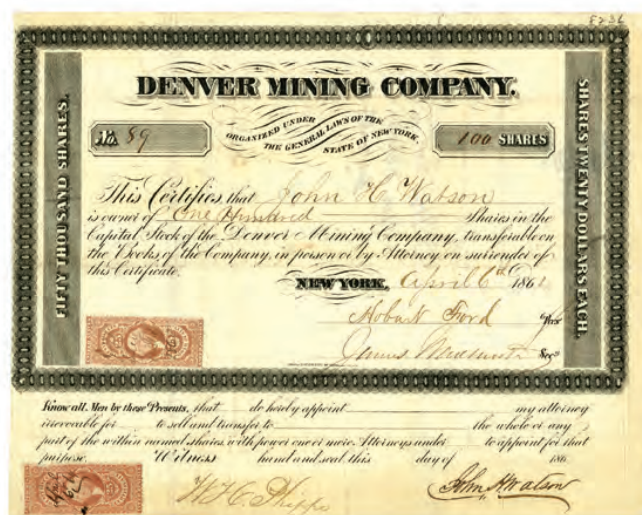 8236
DENVER MINING COMPANY.
No. 89
ORGANIZED UNDER
THE GENERAL LAWS OF THE
STATE OF NEW YORK.
100 SHARES
FIFTY THOUSAND SHARES.
SHARES TWENTY DOLLARS EACH.
This Certifies, that John H Watson
is owner of One Hundred Shares in the
Capital Stock of the Denver Mining Company, transferable on
the Books of the Company, in person or by Attorney on surrender of
this Certificate.
NEW YORK, April 6th 186
Hobart Ford
James Secy
Know all Men by these Presents, that do hereby appoint my attorney
irrevocable for to sell and transfer to the whole or any
part of the within named shares, with power one or more Attorneys under to appoint for that
purpose. Witness hand and seal this day of 186
W H Phipps
John H Watson